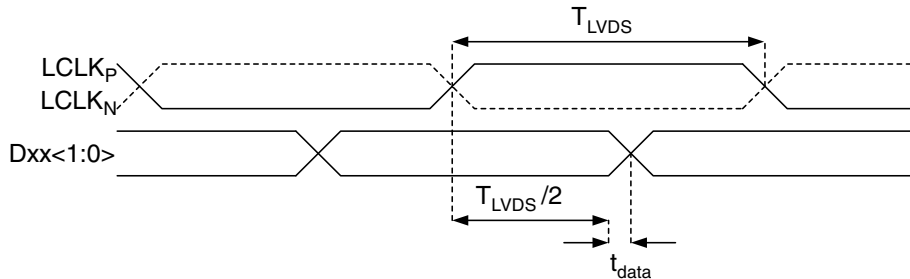 T_LVDS
LCLK_P
LCLK_N
Dxx<1:0>
T_LVDS/2
t_data